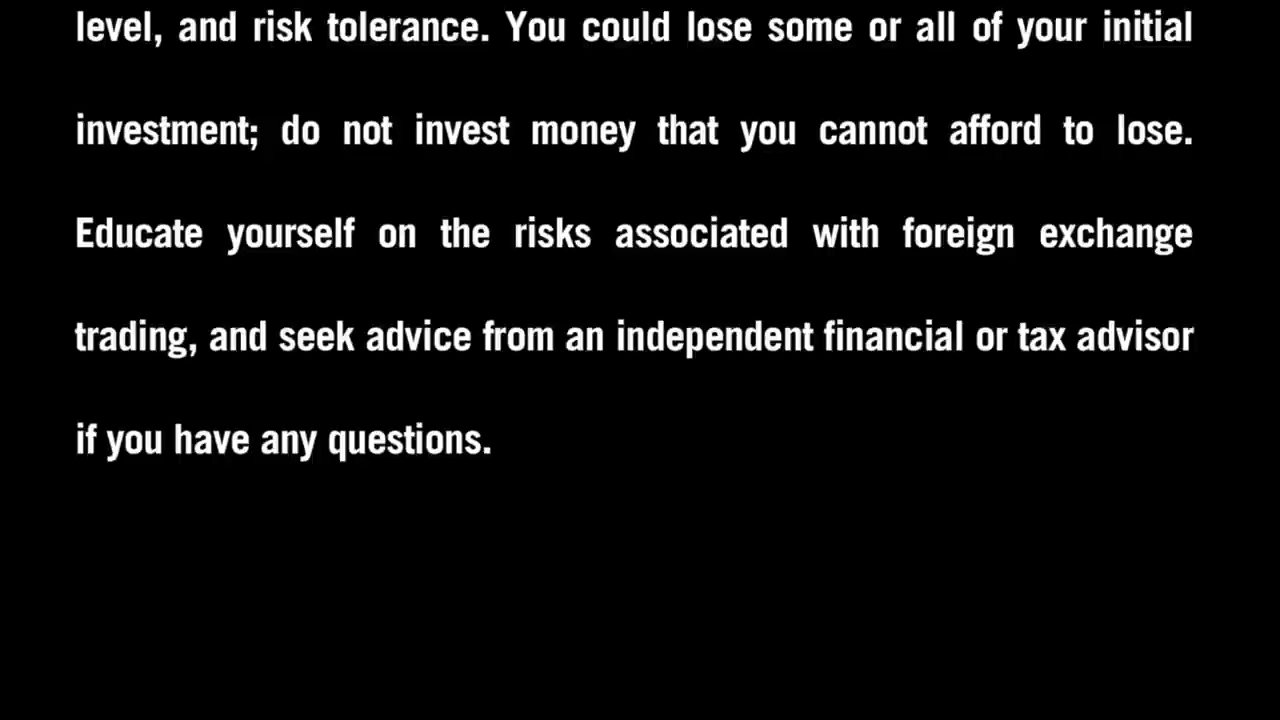 level, and risk tolerance. You could lose some or all of your initial
investment; do not invest money that you cannot afford to lose.
Educate yourself on the risks associated with foreign exchange
trading, and seek advice from an independent financial or tax advisor
if you have any questions.